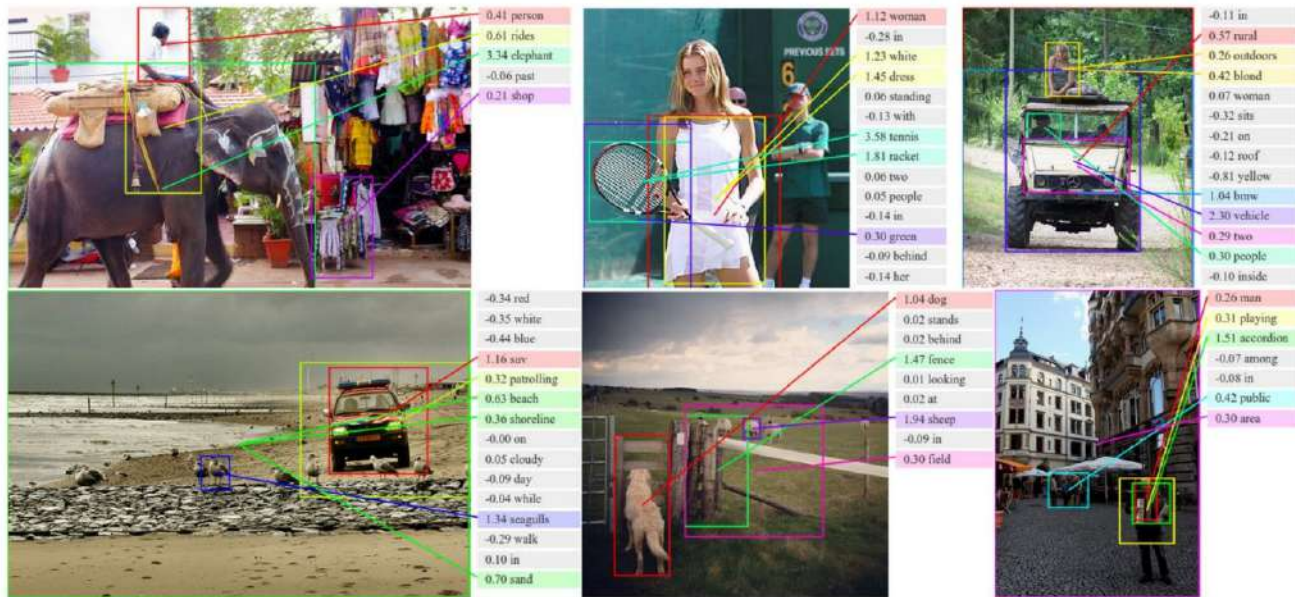 0.41 person
0.61 rides
3.34 elephant
-0.06 past
0.21 shop
PREVIOUS SETS
6
1.12 woman
-0.28 in
1.23 white
1.45 dress
0.06 standing
-0.13 with
3.58 tennis
1.81 racket
0.06 two
0.05 people
-0.14 in
0.30 green
-0.09 behind
-0.14 her
-0.11 in
0.57 rural
0.26 outdoors
0.42 blond
0.07 woman
-0.32 sits
-0.21 on
-0.12 roof
-0.81 yellow
1.04 bmw
2.30 vehicle
0.29 two
0.30 people
-0.10 inside
-0.34 red
-0.35 white
-0.44 blue
1.16 suv
0.32 patrolling
0.63 beach
0.36 shoreline
-0.00 on
0.05 cloudy
-0.09 day
-0.04 while
1.34 seagulls
-0.29 walk
0.10 in
0.70 sand
1.04 dog
0.02 stands
0.02 behind
1.47 fence
0.01 looking
0.02 at
1.94 sheep
-0.09 in
0.30 field
0.26 man
0.31 playing
1.51 accordion
-0.07 among
-0.08 in
0.42 public
0.30 area